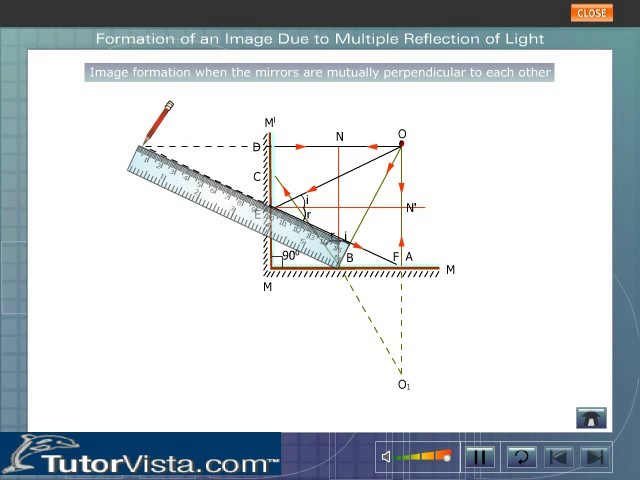 CLOSE
Formation of an Image Due to Multiple Reflection of Light
Image formation when the mirrors are mutually perpendicular to each other
M'
N
O
D
C
i
E
r
N'
r i
90°
B
F
A
M
M
O₁
TutorVista.com™